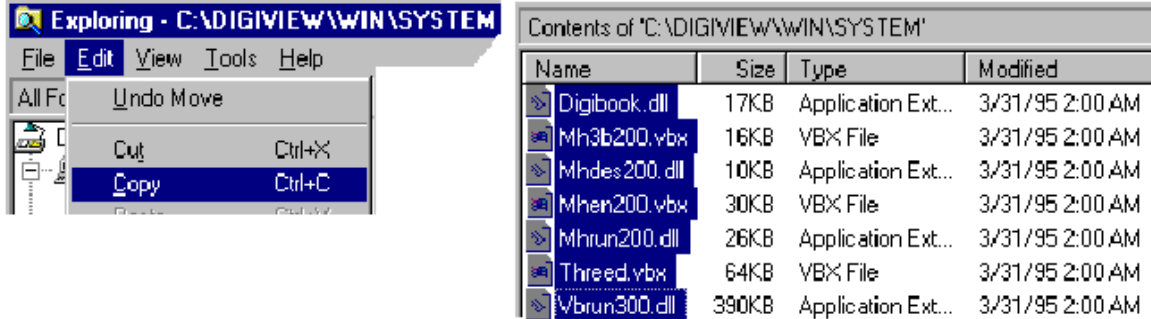 Exploring - C:\DIGIVIEW\WIN\SYSTEM
File Edit View Tools Help
All Fo
Undo Move
Cut Ctrl+X
Copy Ctrl+C
Contents of 'C:\DIGIVIEW\WIN\SYSTEM'
Name Size Type Modified
Digibook.dll 17KB Application Ext... 3/31/95 2:00 AM
Mh3b200.vbx 16KB VBX File 3/31/95 2:00 AM
Mhdes200.dll 10KB Application Ext... 3/31/95 2:00 AM
Mhen200.vbx 30KB VBX File 3/31/95 2:00 AM
Mhrun200.dll 26KB Application Ext... 3/31/95 2:00 AM
Threed.vbx 64KB VBX File 3/31/95 2:00 AM
Vbrun300.dll 390KB Application Ext... 3/31/95 2:00 AM